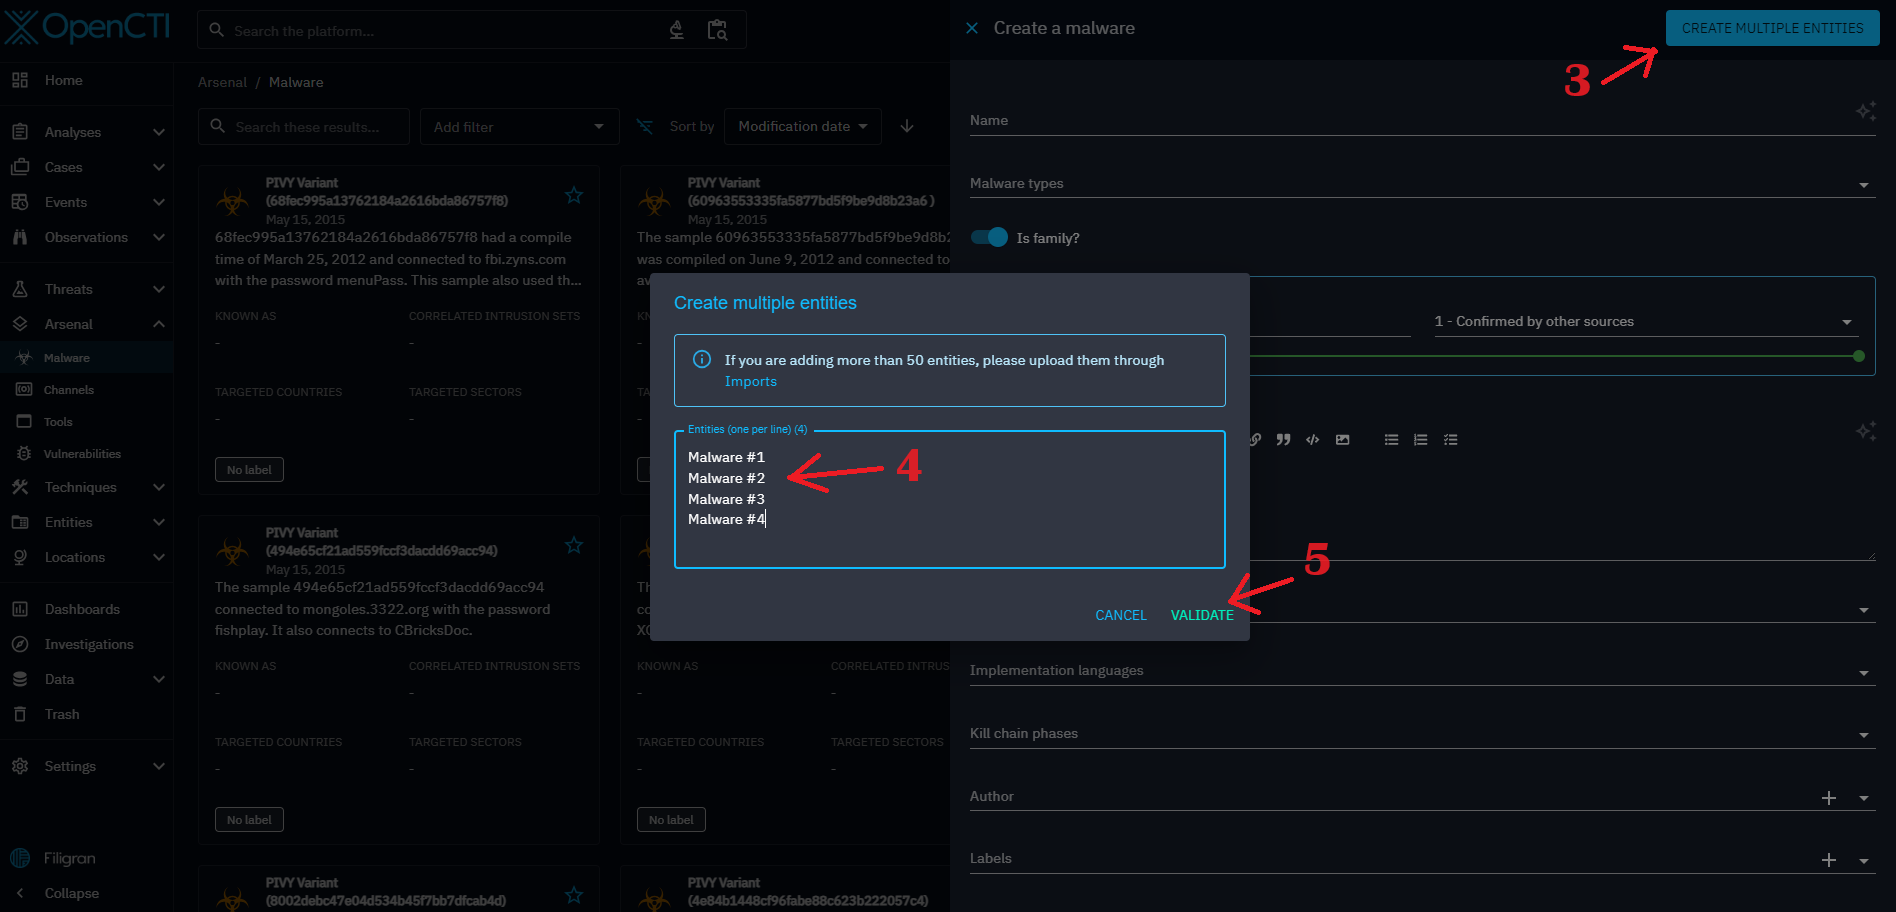 OpenCTI
Search the platform...
Create a malware
CREATE MULTIPLE ENTITIES
3
Home
Analyses
Cases
Events
Observations
Threats
Arsenal
Malware
Channels
Tools
Vulnerabilities
Techniques
Entities
Locations
Dashboards
Investigations
Data
Trash
Settings
Filigran
Collapse
Arsenal / Malware
Search these results...
Add filter
Sort by
Modification date
PIVY Variant
(68fec995a13762184a2616bda86757f8)
May 15, 2015
68fec995a13762184a2616bda86757f8 had a compile
time of March 25, 2012 and connected to fbi.zyns.com
with the password menuPass. This sample also used th...
KNOWN AS
CORRELATED INTRUSION SETS
-
-
TARGETED COUNTRIES
TARGETED SECTORS
-
-
No label
PIVY Variant
(60963553335fa5877bd5f9be9d8b23a6 )
May 15, 2015
The sample 60963553335fa5877bd5f9be9d8b2
was compiled on June 9, 2012 and connected to
av
TA
-
PIVY Variant
(494e65cf21ad559fccf3dacdd69acc94)
May 15, 2015
The sample 494e65cf21ad559fccf3dacdd69acc94
connected to mongoles.3322.org with the password
fishplay. It also connects to CBricksDoc.
KNOWN AS
CORRELATED INTRUSION SETS
-
-
TARGETED COUNTRIES
TARGETED SECTORS
-
-
No label
Th
co
XC
KNOWN AS
CORRELATED INTRUS
-
-
TARGETED COUNTRIES
TARGETED SECTORS
-
-
No label
PIVY Variant
(8002debc47e04d534b45f7bb7dfcab4d)
PIVY Variant
(4e84b1448cf96fabe88c623b222057c4)
Name
Malware types
Is family?
1 - Confirmed by other sources
Create multiple entities
If you are adding more than 50 entities, please upload them through
Imports
Entities (one per line) (4)
Malware #1
Malware #2
Malware #3
Malware #4
4
5
CANCEL
VALIDATE
Implementation languages
Kill chain phases
Author
Labels